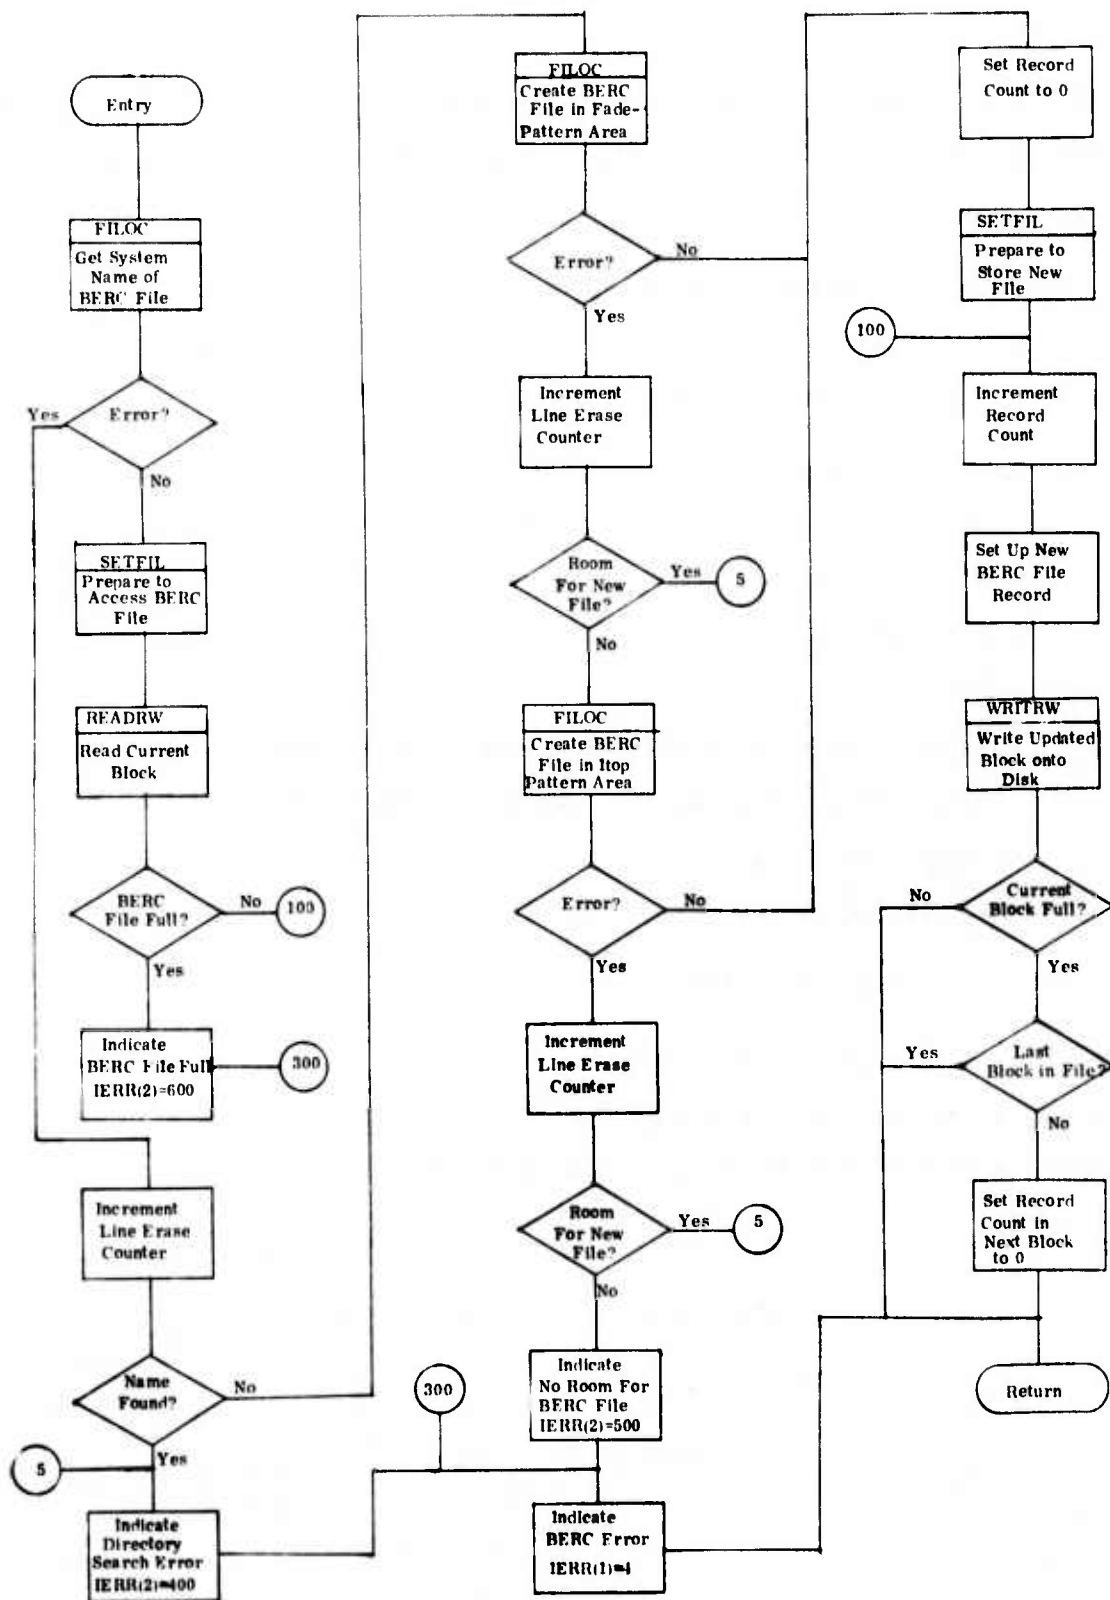 Entry
FILOC
Get System
Name of
BERC File
Error?
Yes
No
SETFIL
Prepare to
Access BERC
File
READRW
Read Current
Block
BERC
File Full?
No
100
Yes
Indicate
BERC File Full
IERR(2)=600
300
Increment
Line Erase
Counter
Name
Found?
No
Yes
5
Indicate
Directory
Search Error
IERR(2)=400
FILOC
Create BERC
File in Fade-
Pattern Area
Error?
No
Yes
Increment
Line Erase
Counter
Room
For New
File?
Yes
5
No
FILOC
Create BERC
File in Itop
Pattern Area
Error?
No
Yes
Increment
Line Erase
Counter
Room
For New
File?
Yes
5
No
Indicate
No Room For
BERC File
IERR(2)=500
300
Indicate
BERC Error
IERR(1)=4
Set Record
Count to 0
SETFIL
Prepare to
Store New
File
100
Increment
Record
Count
Set Up New
BERC File
Record
WRITRW
Write Updated
Block onto
Disk
Current
Block Full?
No
Yes
Last
Block in File?
Yes
No
Set Record
Count in
Next Block
to 0
Return